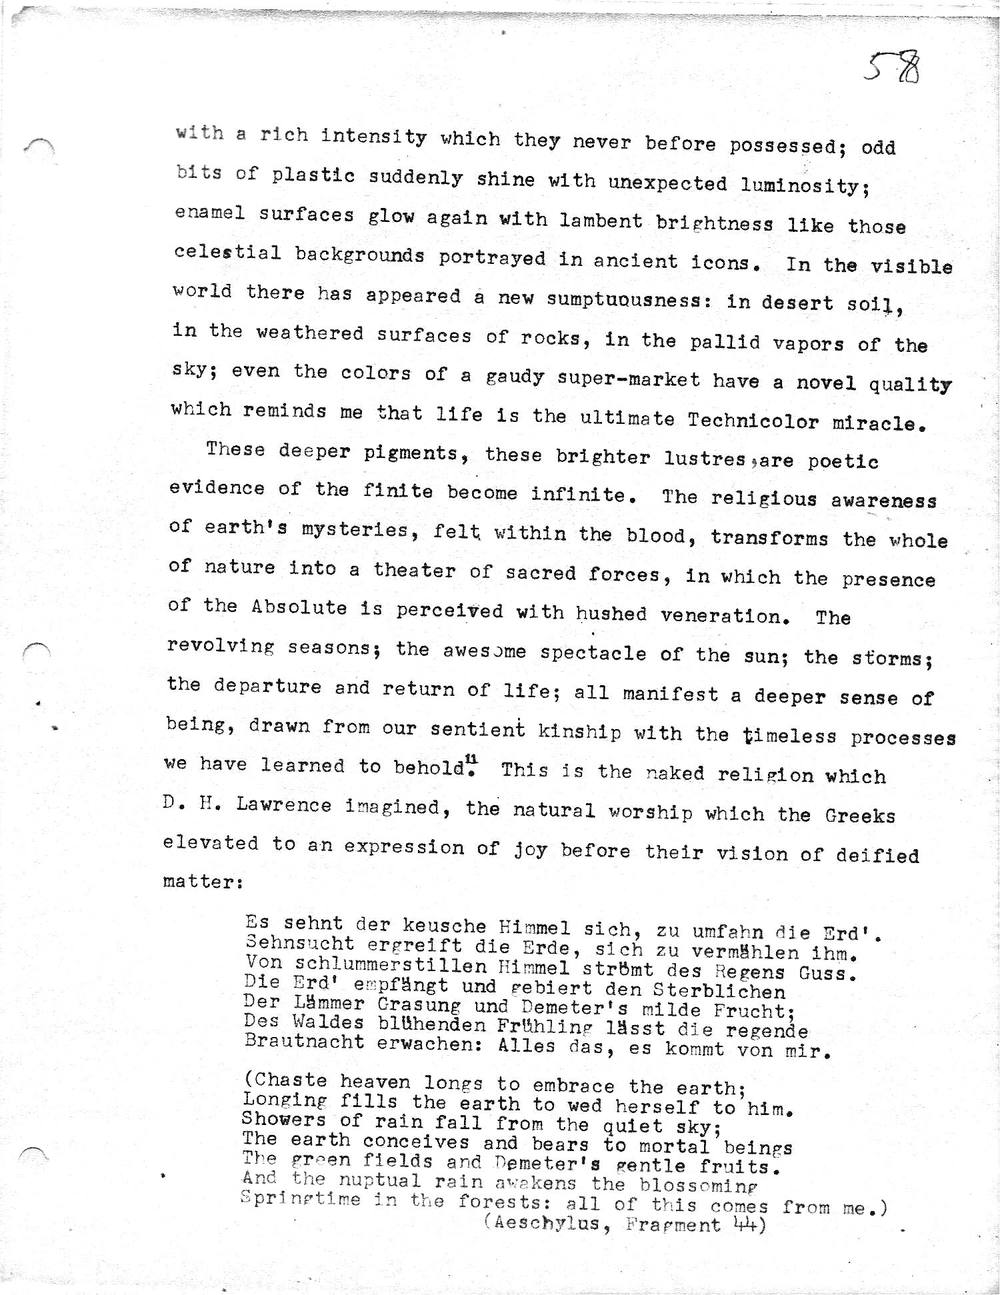 58
with a rich intensity which they never before possessed; odd
bits of plastic suddenly shine with unexpected luminosity;
enamel surfaces glow again with lambent brightness like those
celestial backgrounds portrayed in ancient icons.  In the visible
world there has appeared a new sumptuousness: in desert soil,
in the weathered surfaces of rocks, in the pallid vapors of the
sky; even the colors of a gaudy super-market have a novel quality
which reminds me that life is the ultimate Technicolor miracle.
These deeper pigments, these brighter lustres, are poetic
evidence of the finite become infinite.  The religious awareness
of earth's mysteries, felt within the blood, transforms the whole
of nature into a theater of sacred forces, in which the presence
of the Absolute is perceived with hushed veneration.  The
revolving seasons; the awesome spectacle of the sun; the storms;
the departure and return of life; all manifest a deeper sense of
being, drawn from our sentient kinship with the timeless processes
we have learned to behold.11  This is the naked religion which
D. H. Lawrence imagined, the natural worship which the Greeks
elevated to an expression of joy before their vision of deified
matter:
Es sehnt der keusche Himmel sich, zu umfahn die Erd'.
Sehnsucht ergreift die Erde, sich zu vermählen ihm.
Von schlummerstillen Himmel strömt des Regens Guss.
Die Erd' empfängt und gebiert den Sterblichen
Der Lämmer Grasung und Demeter's milde Frucht;
Des Waldes blühenden Frühling lässt die regende
Brautnacht erwachen: Alles das, es kommt von mir.
(Chaste heaven longs to embrace the earth;
Longing fills the earth to wed herself to him.
Showers of rain fall from the quiet sky;
The earth conceives and bears to mortal beings
The green fields and Demeter's gentle fruits.
And the nuptual rain awakens the blossoming
Springtime in the forests: all of this comes from me.)
(Aeschylus, Fragment 44)